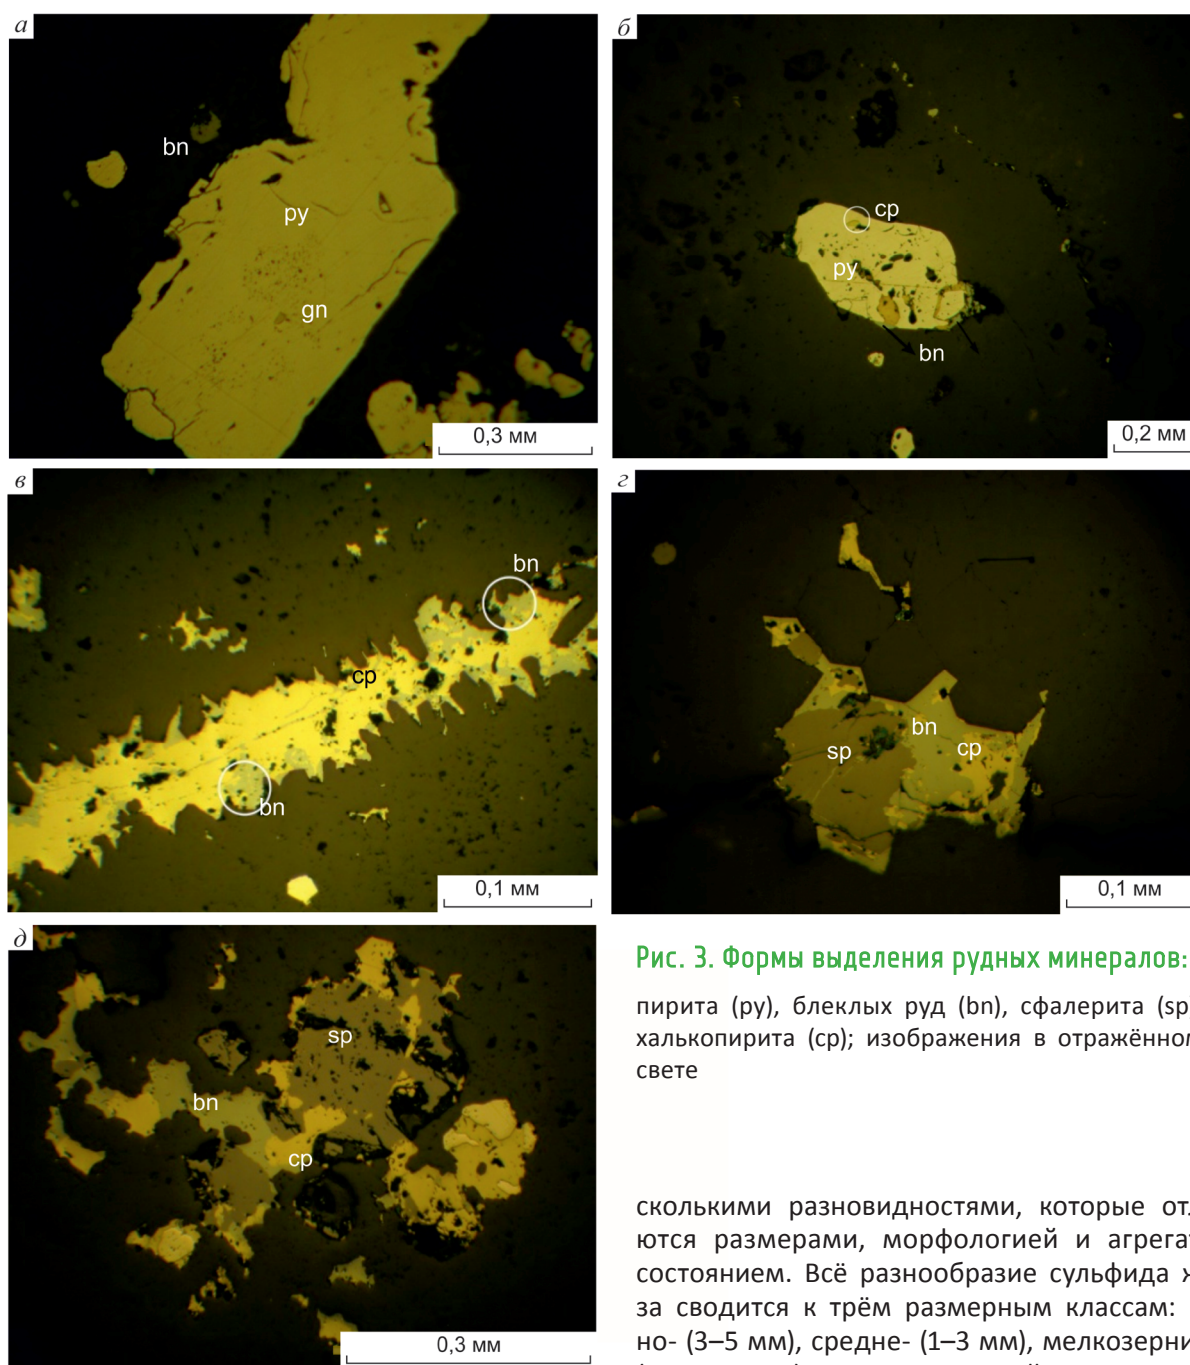 а
bn
py
gn
0,3 мм
б
cp
py
bn
0,2 мм
в
bn
cp
bn
0,1 мм
г
bn
sp
cp
0,1 мм
д
sp
bn
cp
0,3 мм
Рис. 3. Формы выделения рудных минералов:
пирита (py), блеклых руд (bn), сфалерита (sp
халькопирита (cp); изображения в отражённом
свете
сколькими разновидностями, которые отл
ются размерами, морфологией и агрегат
состоянием. Всё разнообразие сульфида
за сводится к трём размерным классам:
но- (3–5 мм), средне- (1–3 мм), мелкозерни